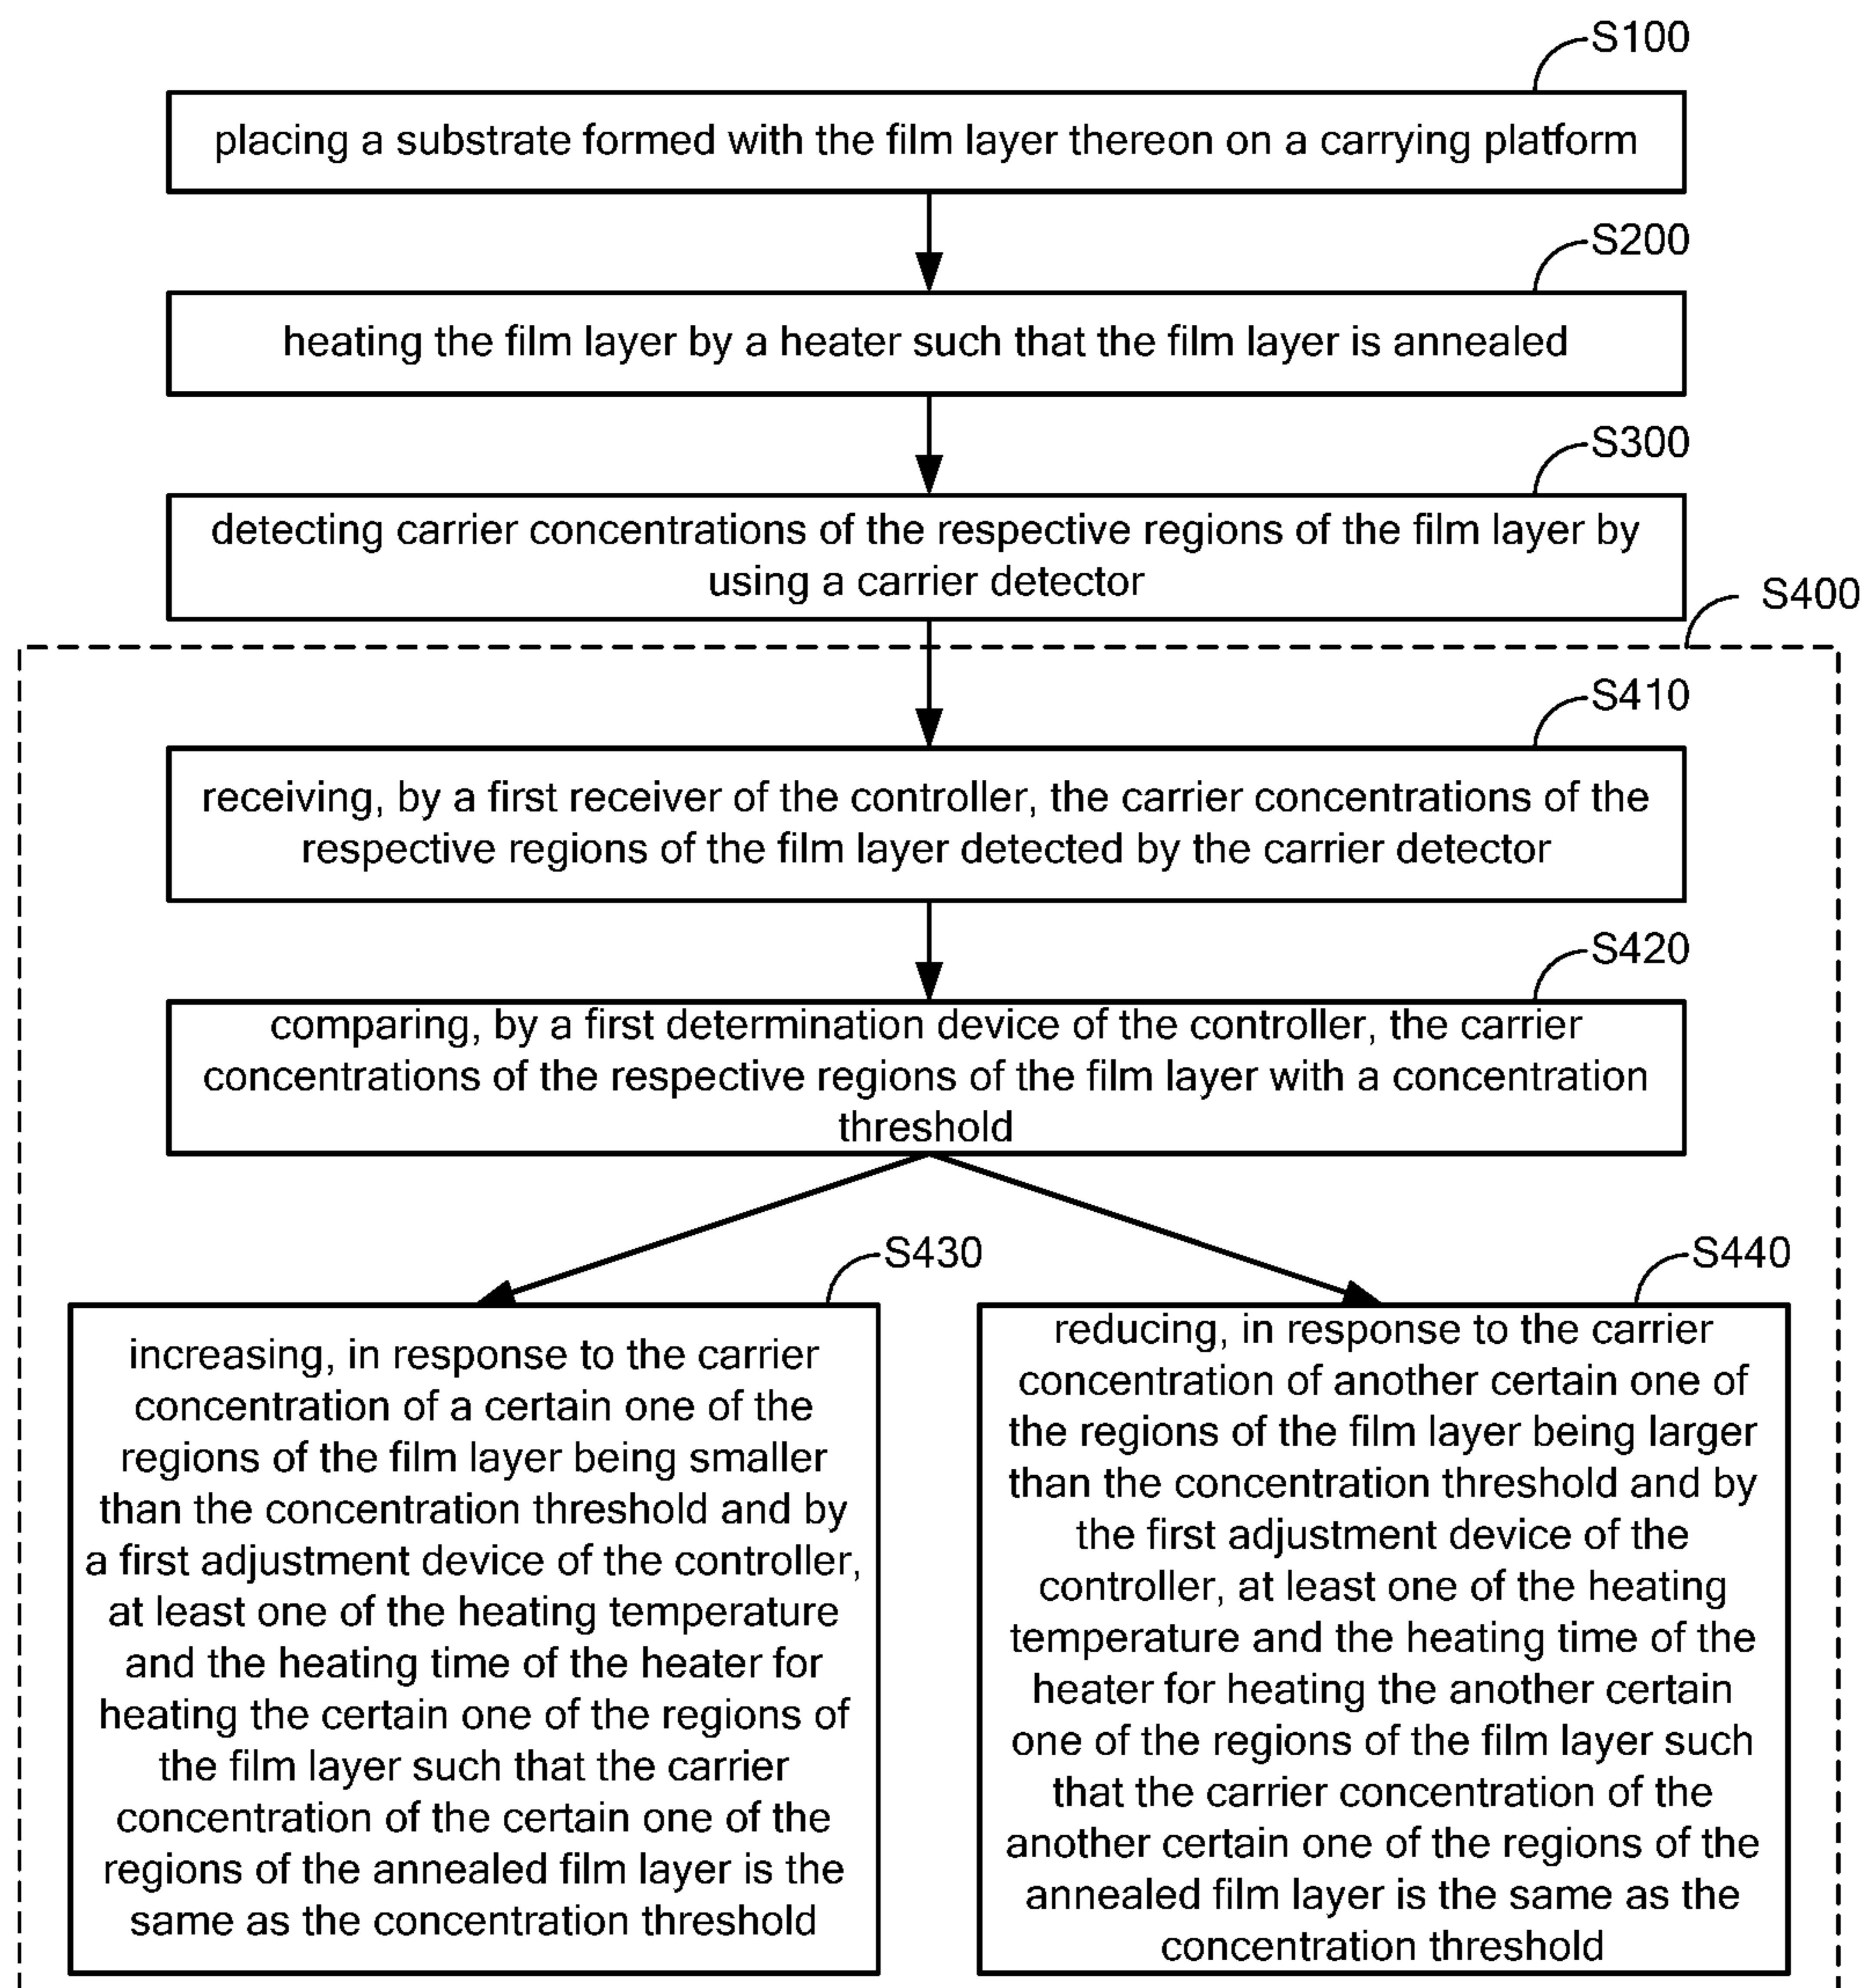 S100
placing a substrate formed with the film layer thereon on a carrying platform
S200
heating the film layer by a heater such that the film layer is annealed
S300
detecting carrier concentrations of the respective regions of the film layer by
using a carrier detector
S400
S410
receiving, by a first receiver of the controller, the carrier concentrations of the
respective regions of the film layer detected by the carrier detector
S420
comparing, by a first determination device of the controller, the carrier
concentrations of the respective regions of the film layer with a concentration
threshold
S430
increasing, in response to the carrier
concentration of a certain one of the
regions of the film layer being smaller
than the concentration threshold and by
a first adjustment device of the controller,
at least one of the heating temperature
and the heating time of the heater for
heating the certain one of the regions of
the film layer such that the carrier
concentration of the certain one of the
regions of the annealed film layer is the
same as the concentration threshold
S440
reducing, in response to the carrier
concentration of another certain one of
the regions of the film layer being larger
than the concentration threshold and by
the first adjustment device of the
controller, at least one of the heating
temperature and the heating time of the
heater for heating the another certain
one of the regions of the film layer such
that the carrier concentration of the
another certain one of the regions of the
annealed film layer is the same as the
concentration threshold